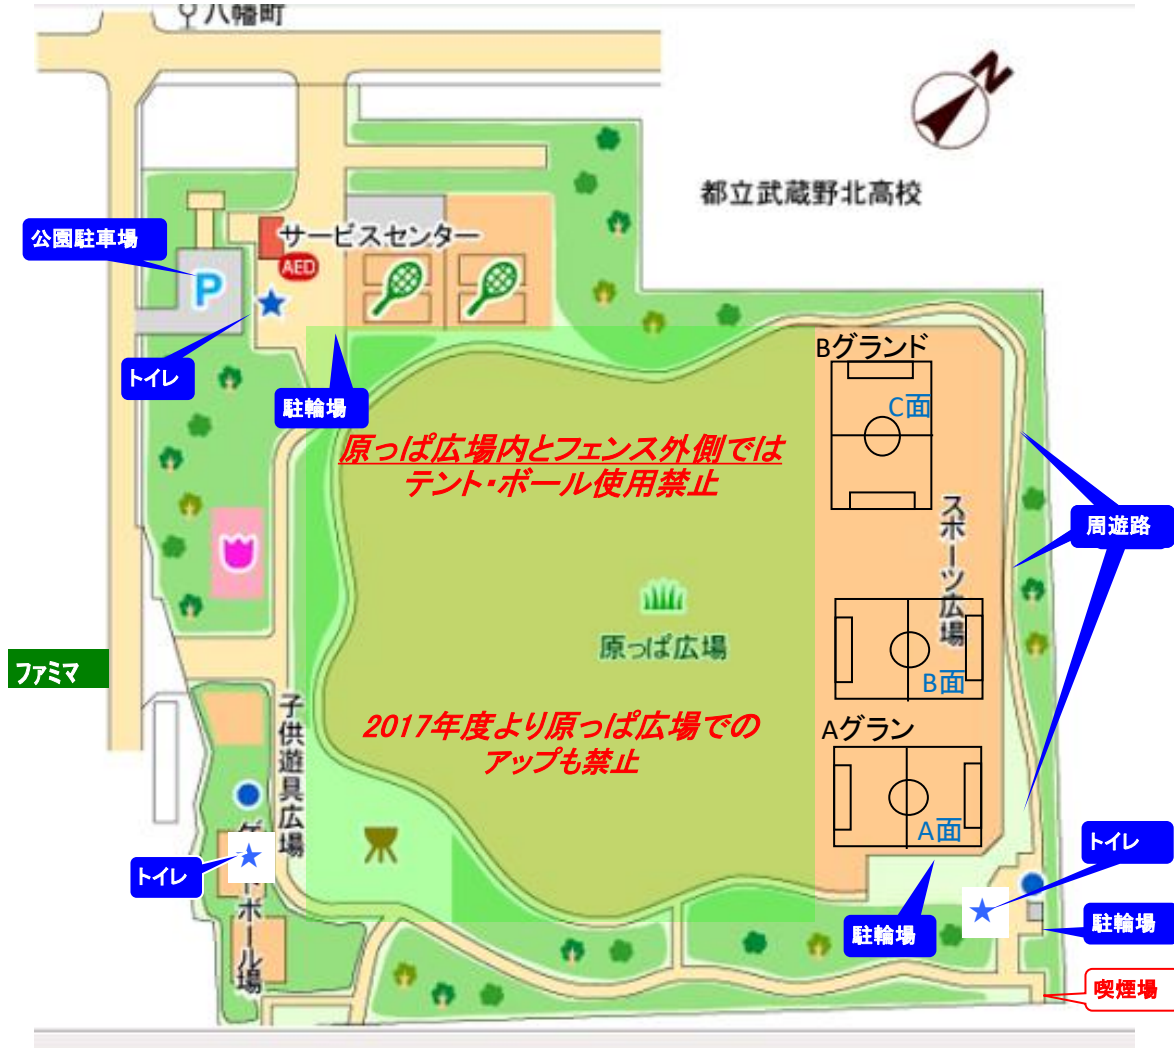 八幡町
N
都立武蔵野北高校
公園駐車場
サービスセンター
AED
P
トイレ
駐輪場
Bグランド
C面
原っぱ広場内とフェンス外側では
テント・ボール使用禁止
スポーツ広場
周遊路
原っぱ広場
B面
ファミマ
子供遊具広場
2017年度より原っぱ広場での
アップも禁止
Aグラン
A面
トイレ
トイレ
ボール場
駐輪場
駐輪場
喫煙場